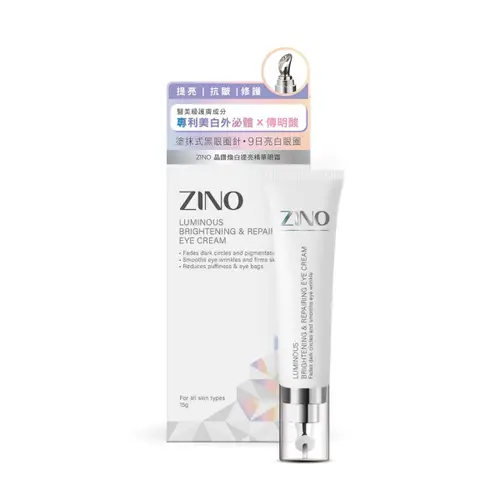 提亮 | 抗皺 | 修護
醫美級護膚成分
專利美白外泌體 × 傳明酸
塗抹式黑眼圈針・9日亮白眼圈
ZINO 晶鑽煥白提亮精華眼霜
ZINO
LUMINOUS
BRIGHTENING & REPAIRING
EYE CREAM
• Fades dark circles and pigmentation
• Smooths eye wrinkles and firms
• Reduces puffiness & eye bags
For all skin types
15g
ZINO
LUMINOUS
BRIGHTENING & REPAIRING EYE CREAM
Fades dark circles and smooths eye wrinkle